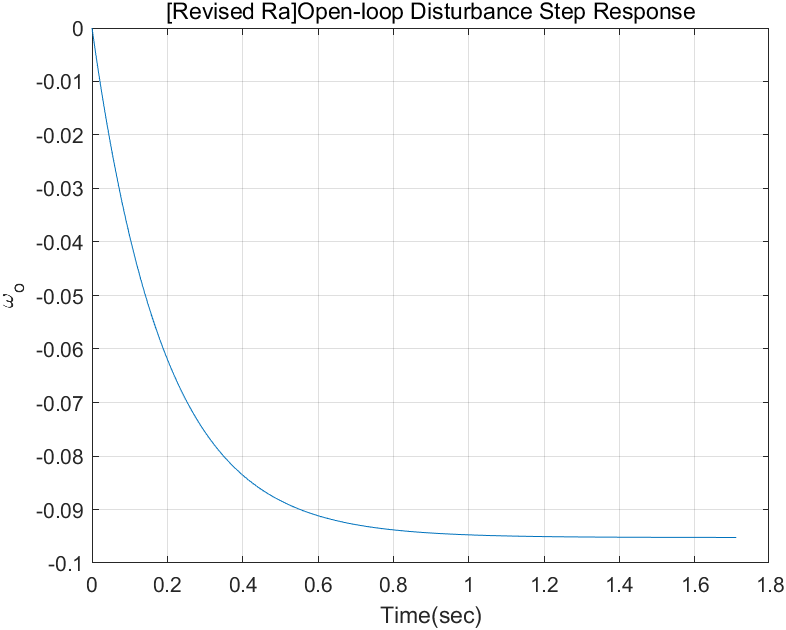 [Revised Ra]Open-loop Disturbance Step Response
0
-0.01
-0.02
-0.03
-0.04
-0.05
-0.06
-0.07
-0.08
-0.09
-0.1
ωo
0 0.2 0.4 0.6 0.8 1 1.2 1.4 1.6 1.8
Time(sec)